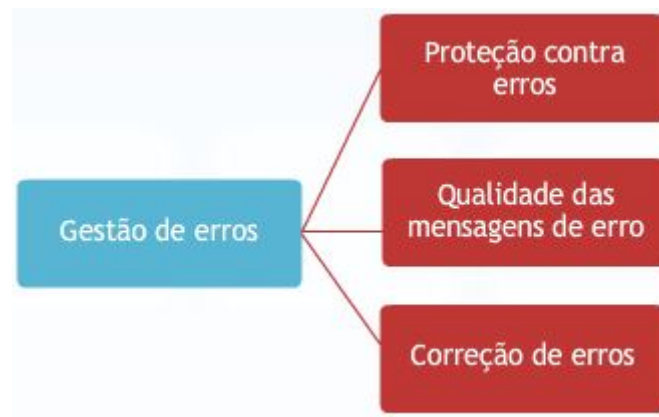 Proteção contra
erros
Gestão de erros
Qualidade das
mensagens de erro
Correção de erros